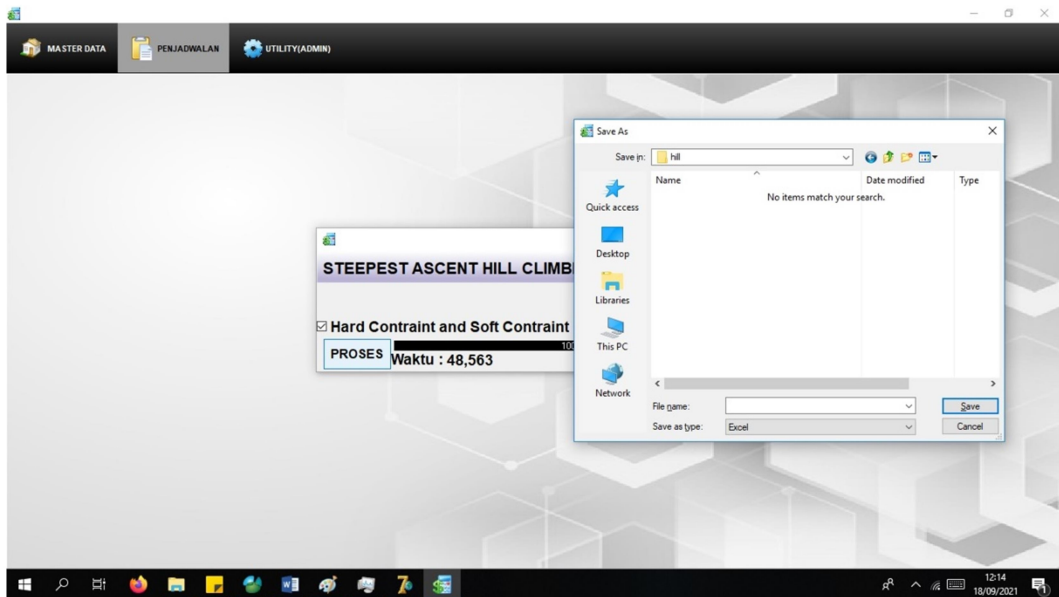 MASTER DATA
PENJADWALAN
UTILITY(ADMIN)
Save As
Save in:
hill
Name
Date modified
Type
No items match your search.
Quick access
Desktop
Libraries
This PC
Network
File name:
Save
Save as type:
Excel
Cancel
STEEPEST ASCENT HILL CLIMB
Hard Contraint and Soft Contraint
PROSES
100
Waktu : 48,563
12:14
18/09/2021
1